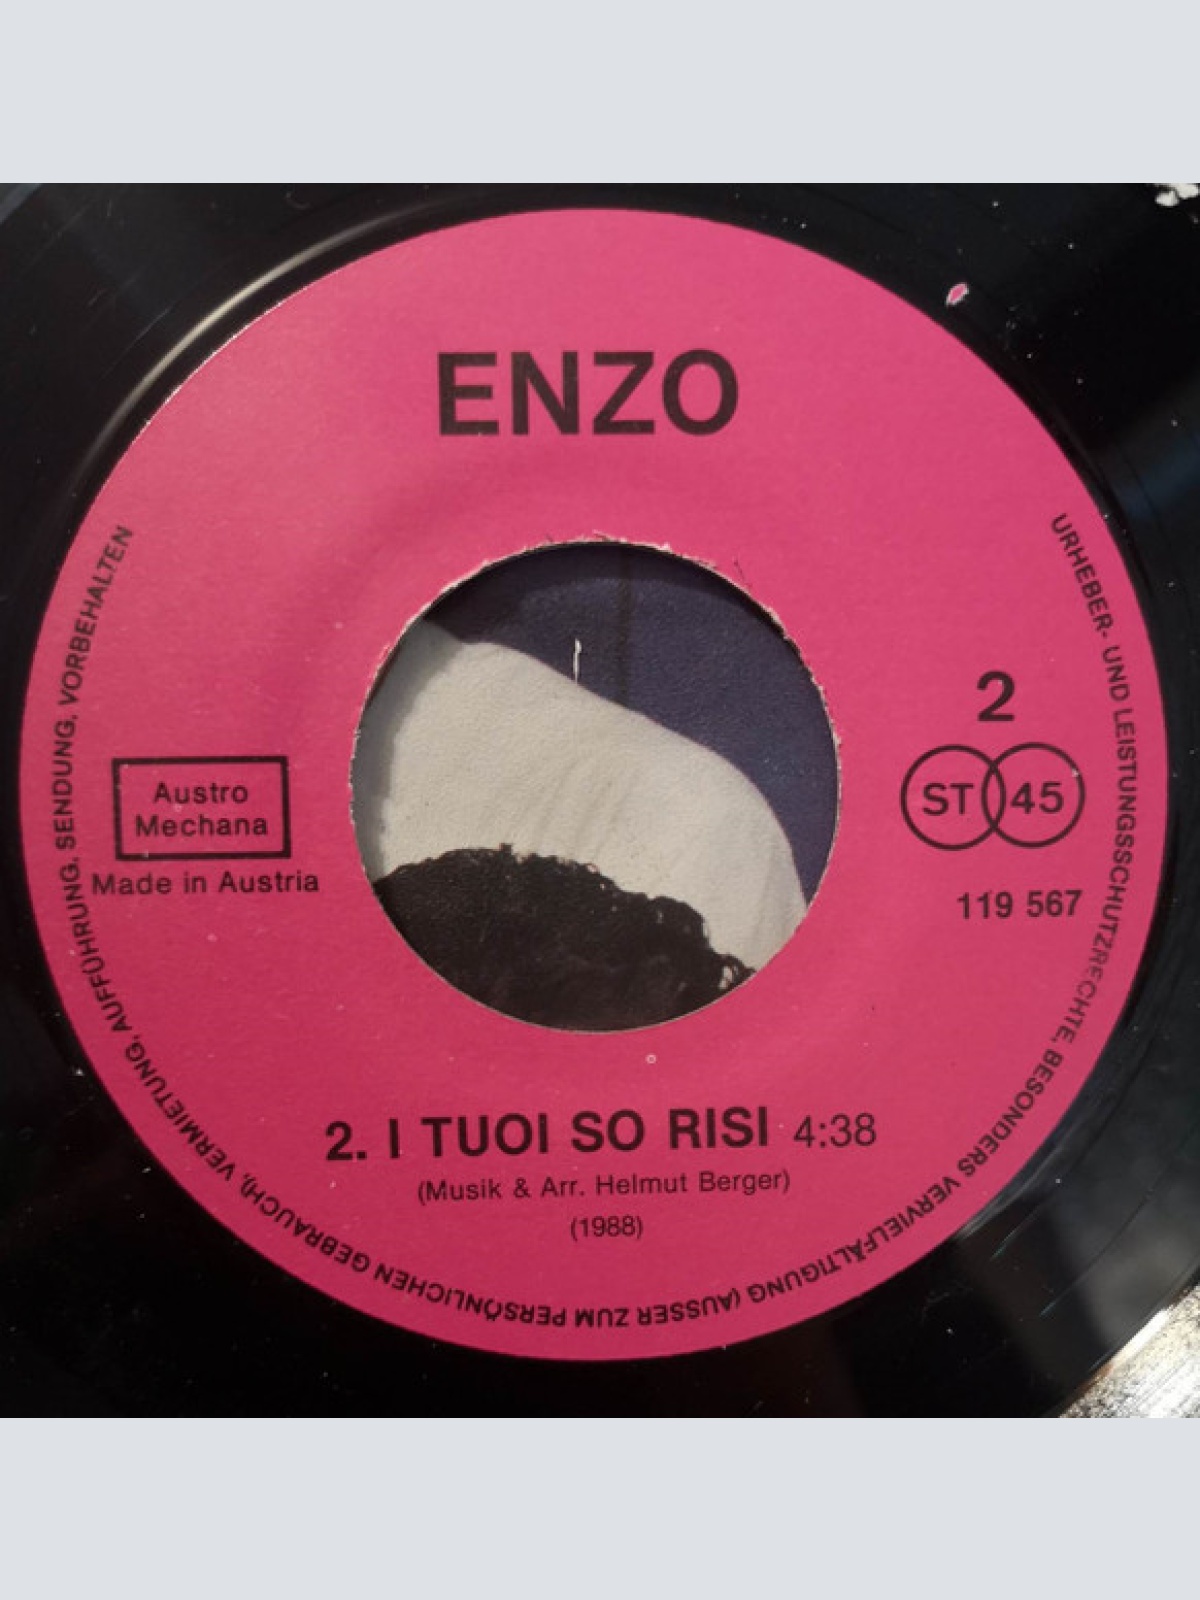 ENZO
2
ST 45
119 567
Austro
Mechana
Made in Austria
2. I TUOI SO RISI 4:38
(Musik & Arr. Helmut Berger)
(1988)
URHEBER- UND LEISTUNGSSCHUTZRECHTE, BESONDERS VERVIELFÄLTIGUNG (AUSSER ZUM PERSÖNLICHEN GEBRAUCH), VERMIETUNG, AUFFÜHRUNG, SENDUNG, VORBEHALTEN